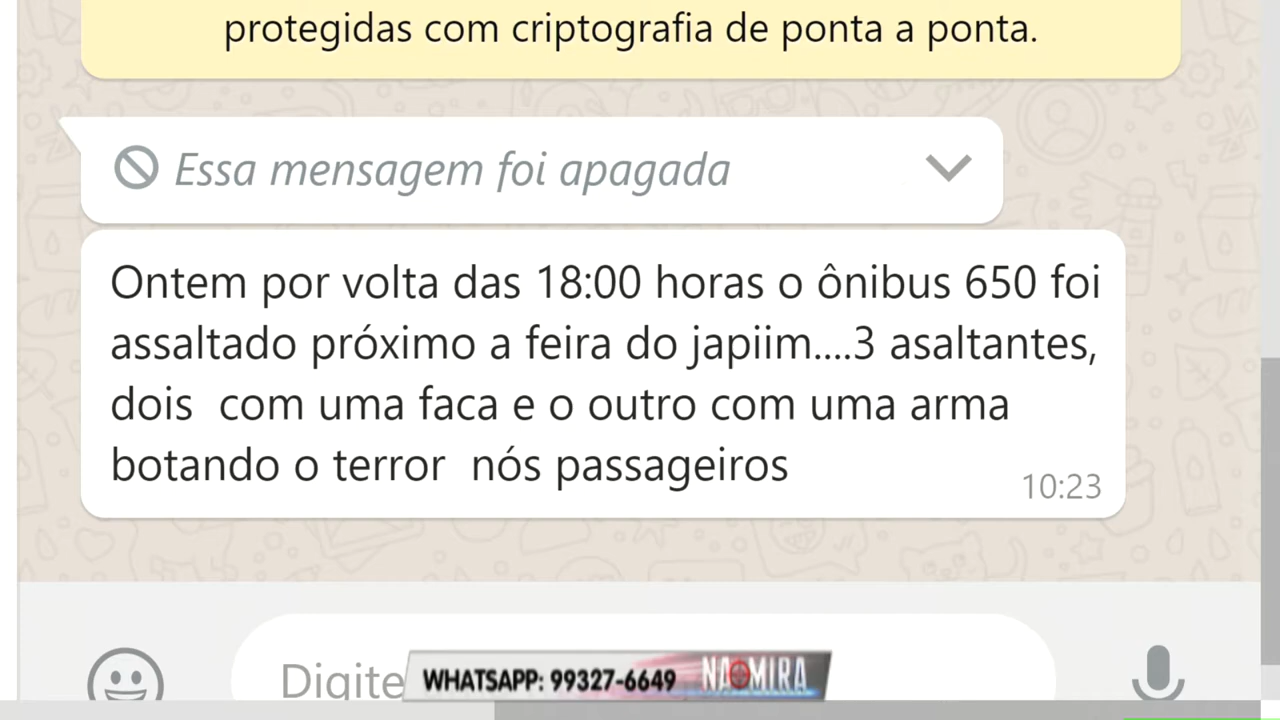 protegidas com criptografia de ponta a ponta.
Essa mensagem foi apagada
Ontem por volta das 18:00 horas o ônibus 650 foi
assaltado próximo a feira do japiim....3 asaltantes,
dois com uma faca e o outro com uma arma
botando o terror nós passageiros
10:23
Digite
WHATSAPP: 99327-6649 NA MIRA